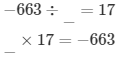 −663 ÷ _ = 17
_ × 17 = −663